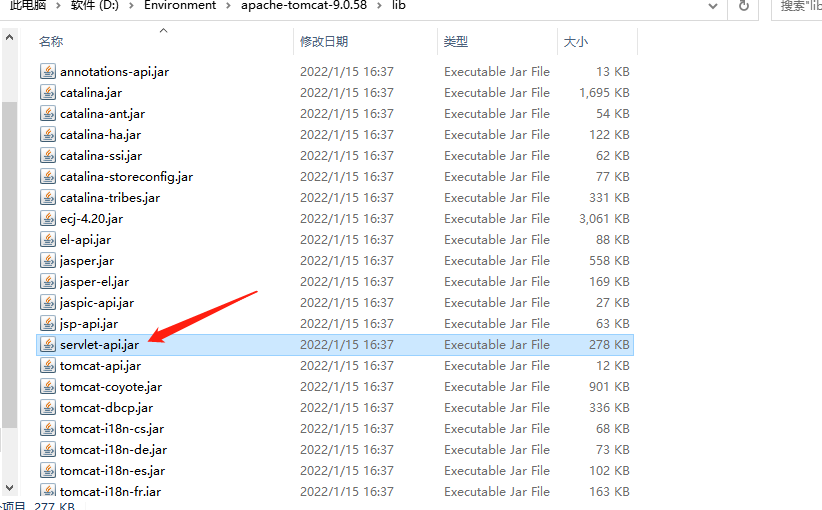 此电脑 › 软件 (D:) › Environment › apache-tomcat-9.0.58 › lib 搜索"lib
名称 修改日期 类型 大小
annotations-api.jar 2022/1/15 16:37 Executable Jar File 13 KB
catalina.jar 2022/1/15 16:37 Executable Jar File 1,695 KB
catalina-ant.jar 2022/1/15 16:37 Executable Jar File 54 KB
catalina-ha.jar 2022/1/15 16:37 Executable Jar File 122 KB
catalina-ssi.jar 2022/1/15 16:37 Executable Jar File 62 KB
catalina-storeconfig.jar 2022/1/15 16:37 Executable Jar File 77 KB
catalina-tribes.jar 2022/1/15 16:37 Executable Jar File 331 KB
ecj-4.20.jar 2022/1/15 16:37 Executable Jar File 3,061 KB
el-api.jar 2022/1/15 16:37 Executable Jar File 88 KB
jasper.jar 2022/1/15 16:37 Executable Jar File 558 KB
jasper-el.jar 2022/1/15 16:37 Executable Jar File 169 KB
jaspic-api.jar 2022/1/15 16:37 Executable Jar File 27 KB
jsp-api.jar 2022/1/15 16:37 Executable Jar File 63 KB
servlet-api.jar 2022/1/15 16:37 Executable Jar File 278 KB
tomcat-api.jar 2022/1/15 16:37 Executable Jar File 12 KB
tomcat-coyote.jar 2022/1/15 16:37 Executable Jar File 901 KB
tomcat-dbcp.jar 2022/1/15 16:37 Executable Jar File 336 KB
tomcat-i18n-cs.jar 2022/1/15 16:37 Executable Jar File 68 KB
tomcat-i18n-de.jar 2022/1/15 16:37 Executable Jar File 73 KB
tomcat-i18n-es.jar 2022/1/15 16:37 Executable Jar File 102 KB
tomcat-i18n-fr.jar 2022/1/15 16:37 Executable Jar File 163 KB
个项目 277 KB